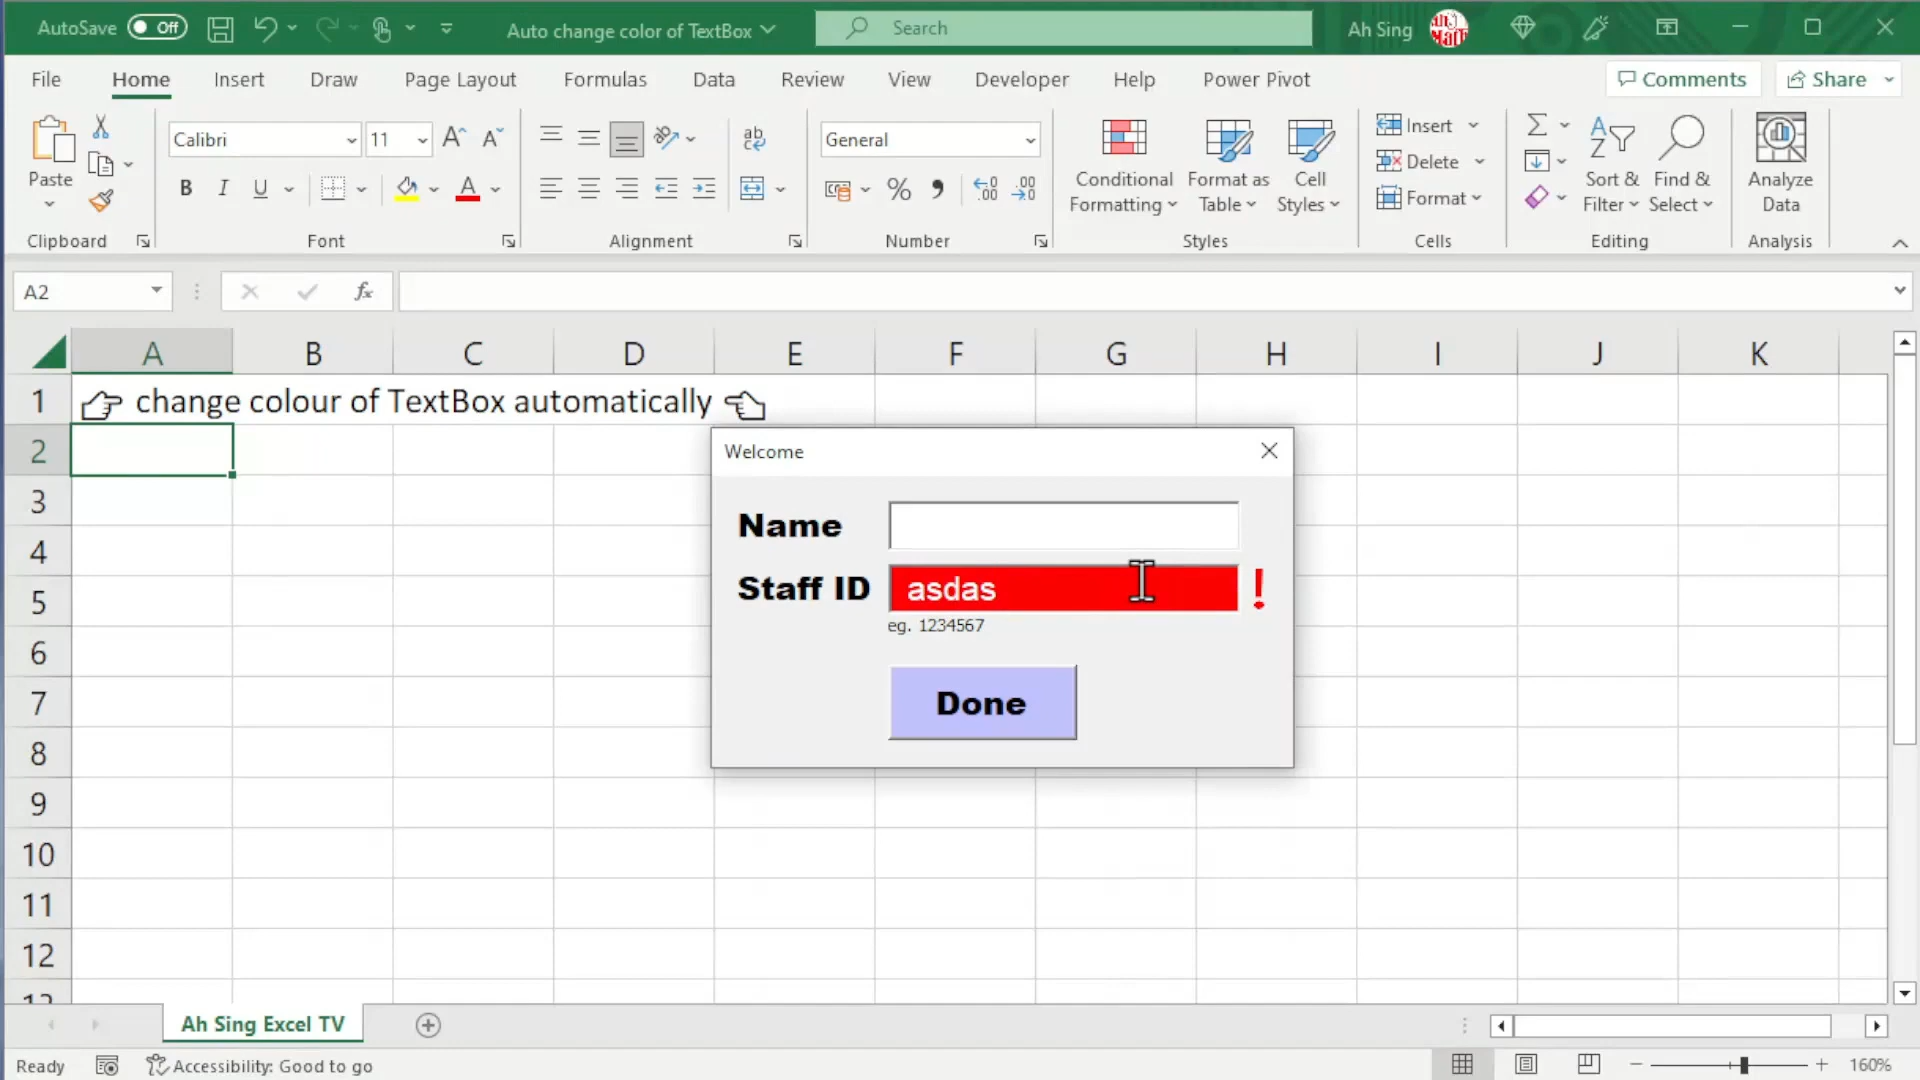 AutoSave Off Auto change color of TextBox Search Ah Sing
File Home Insert Draw Page Layout Formulas Data Review View Developer Help Power Pivot Comments Share
Paste Calibri 11 General Conditional Formatting Format as Table Cell Styles Insert Delete Format Sort & Filter Find & Select Analyze Data
Clipboard Font Alignment Number Styles Cells Editing Analysis
A2 fx
A B C D E F G H I J K
1 change colour of TextBox automatically
2
3
4
5
6
7
8
9
10
11
12
13
Welcome
Name
Staff ID asdas !
eg. 1234567
Done
Ah Sing Excel TV
Ready Accessibility: Good to go 160%